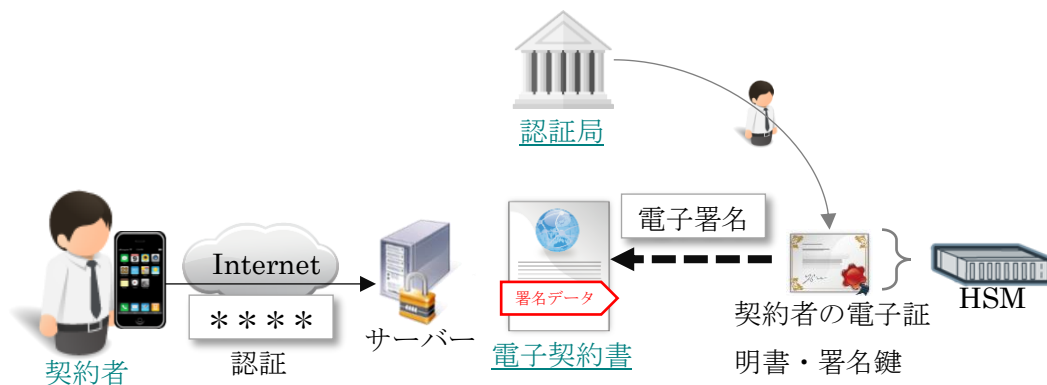 認証局
電子署名
Internet
署名データ
****
HSM
契約者の電子証
明書・署名鍵
サーバー
認証
電子契約書
契約者